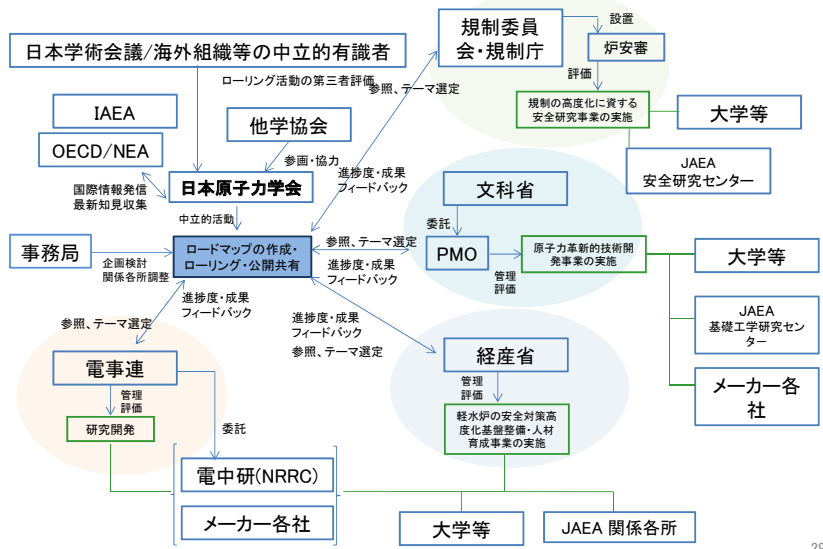 日本学術会議/海外組織等の中立的有識者
ローリング活動の第三者評価
規制委員
会・規制庁
設置
炉安審
評価
参照、テーマ選定
規制の高度化に資する
安全研究事業の実施
大学等
JAEA
安全研究センター
IAEA
OECD/NEA
他学協会
参画・協力
国際情報発信
最新知見収集
日本原子力学会
中立的活動
進捗度・成果
フィードバック
文科省
委託
事務局
企画検討
関係各所調整
ロードマップの作成・
ローリング・公開共有
参照、テーマ選定
進捗度・成果
フィードバック
PMO
管理
評価
原子力革新的技術開
発事業の実施
大学等
JAEA
基礎工学研究セン
ター
メーカー各
社
進捗度・成果
フィードバック
参照、テーマ選定
進捗度・成果
フィードバック
参照、テーマ選定
電事連
管理
評価
研究開発
委託
経産省
管理
評価
軽水炉の安全対策高
度化基盤整備・人材
育成事業の実施
電中研(NRRC)
メーカー各社
大学等
JAEA 関係各所
29